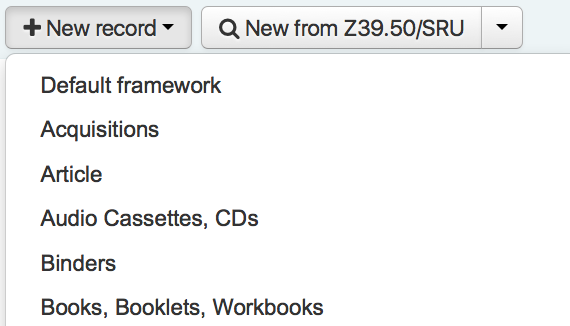 New record
New from Z39.50/SRU
Default framework
Acquisitions
Article
Audio Cassettes, CDs
Binders
Books, Booklets, Workbooks